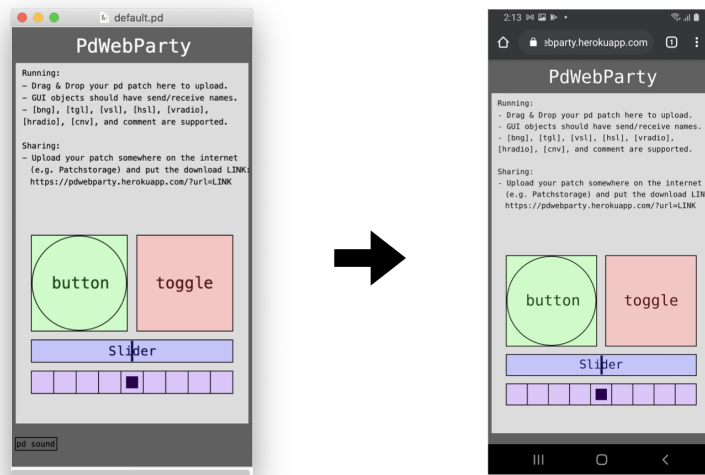 default.pd
PdWebParty
Running:
- Drag & Drop your pd patch here to upload.
- GUI objects should have send/receive names.
- [bng], [tgl], [vsl], [hsl], [vradio],
[hradio], [cnv], and comment are supported.
Sharing:
- Upload your patch somewhere on the internet
(e.g. Patchstorage) and put the download LINK:
https://pdwebparty.herokuapp.com/?url=LINK
button
toggle
Slider
pd sound
2:13
ebparty.herokuapp.com
1
PdWebParty
Running:
- Drag & Drop your pd patch here to upload.
- GUI objects should have send/receive names.
- [bng], [tgl], [vsl], [hsl], [vradio],
[hradio], [cnv], and comment are supported.
Sharing:
- Upload your patch somewhere on the internet
(e.g. Patchstorage) and put the download LIN
https://pdwebparty.herokuapp.com/?url=LINK
button
toggle
Slider